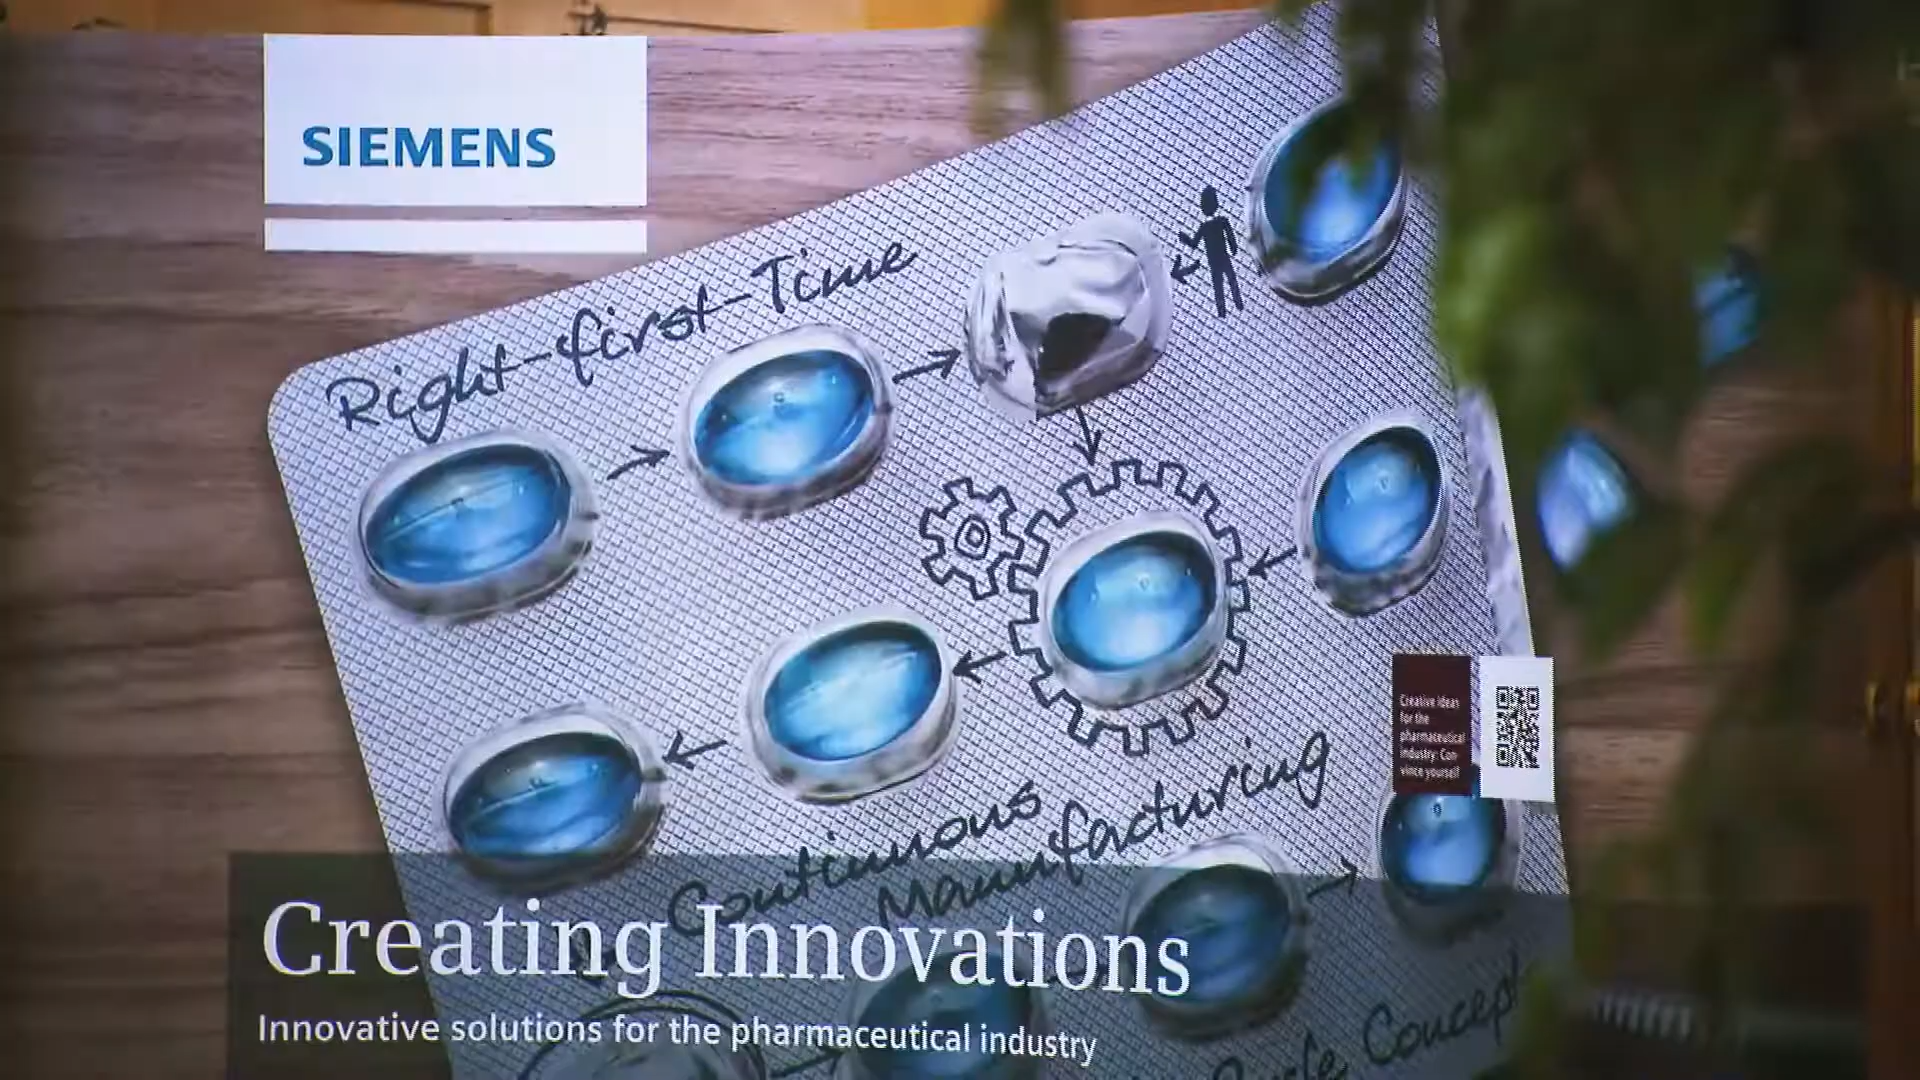 SIEMENS
Right-first-Time
Creative ideas
for the
pharmaceutical
industry: Con-
vince yourself
Continuous
Manufacturing
Creating Innovations
Innovative solutions for the pharmaceutical industry
Concept